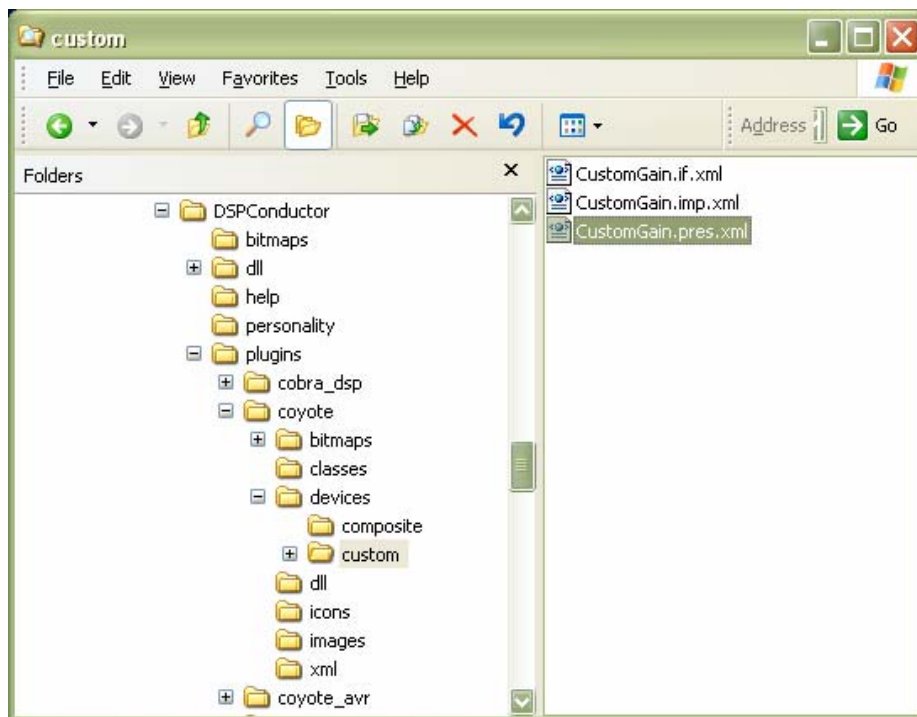 custom
File Edit View Favorites Tools Help
Address Go
Folders
DSPConductor
bitmaps
dll
help
personality
plugins
cobra_dsp
coyote
bitmaps
classes
devices
composite
custom
dll
icons
images
xml
coyote_avr
CustomGain.if.xml
CustomGain.imp.xml
CustomGain.pres.xml